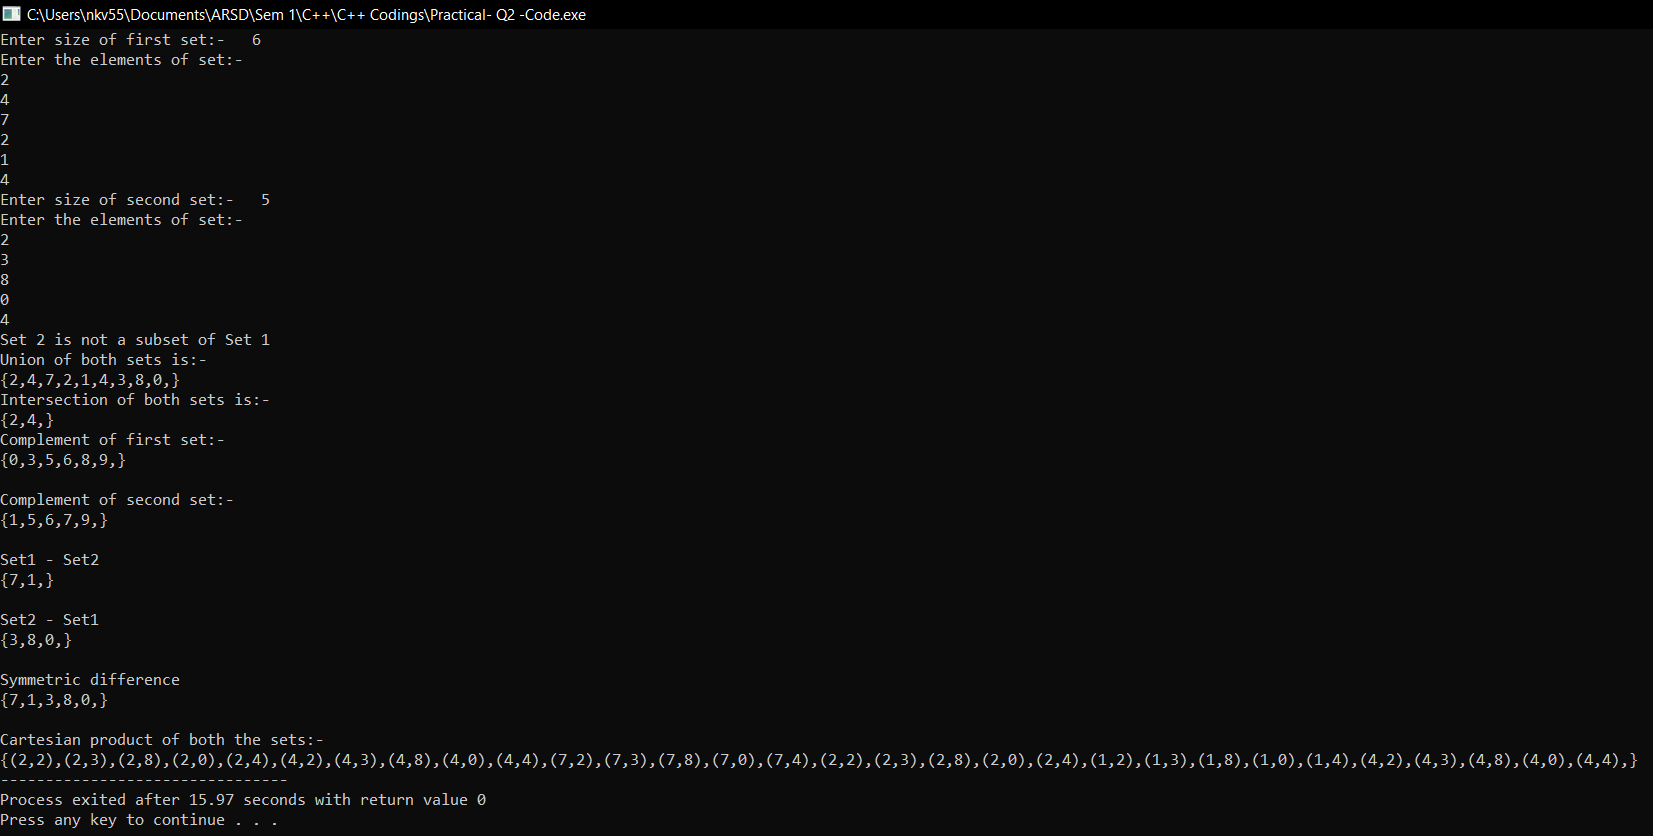 C:\Users\nkv55\Documents\ARSD\Sem 1\C++\C++ Codings\Practical- Q2 -Code.exe
Enter size of first set:-   6
Enter the elements of set:-
2
4
7
2
1
4
Enter size of second set:-   5
Enter the elements of set:-
2
3
8
0
4
Set 2 is not a subset of Set 1
Union of both sets is:-
{2,4,7,2,1,4,3,8,0,}
Intersection of both sets is:-
{2,4,}
Complement of first set:-
{0,3,5,6,8,9,}
Complement of second set:-
{1,5,6,7,9,}
Set1 - Set2
{7,1,}
Set2 - Set1
{3,8,0,}
Symmetric difference
{7,1,3,8,0,}
Cartesian product of both the sets:-
{(2,2),(2,3),(2,8),(2,0),(2,4),(4,2),(4,3),(4,8),(4,0),(4,4),(7,2),(7,3),(7,8),(7,0),(7,4),(2,2),(2,3),(2,8),(2,0),(2,4),(1,2),(1,3),(1,8),(1,0),(1,4),(4,2),(4,3),(4,8),(4,0),(4,4),}
--------------------------------
Process exited after 15.97 seconds with return value 0
Press any key to continue . . .